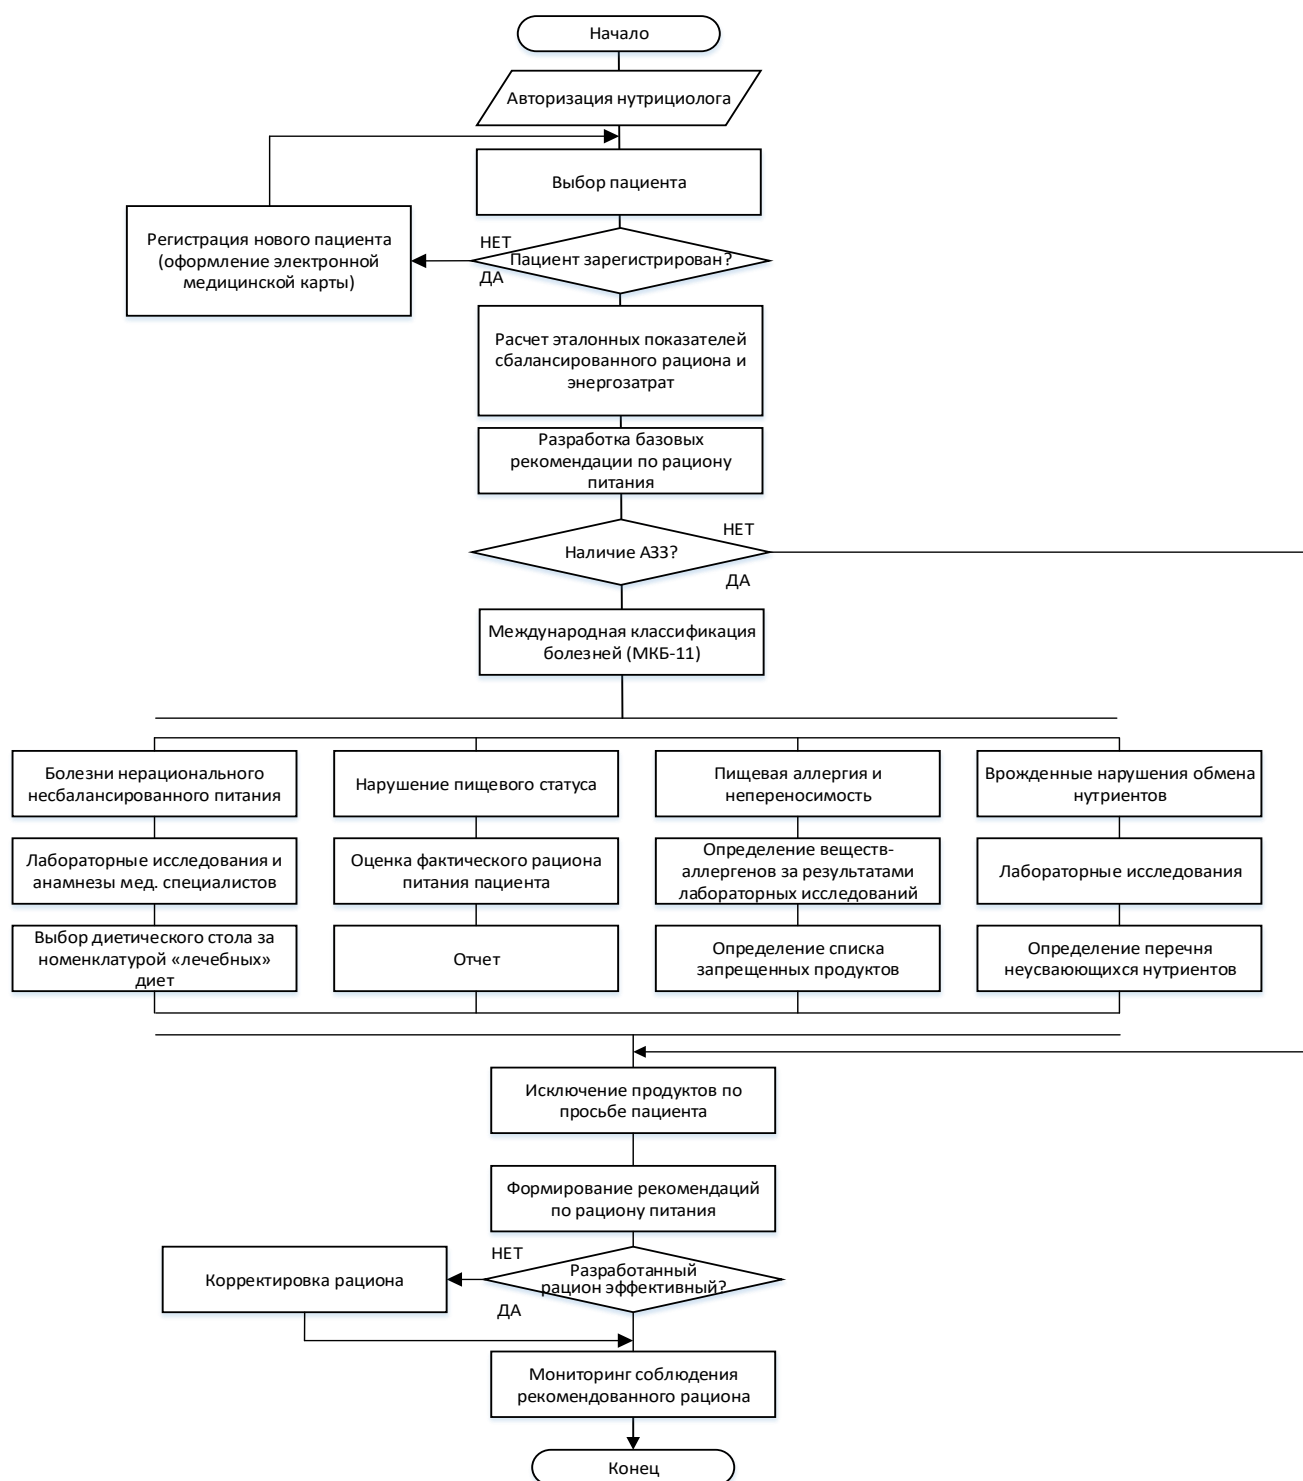 Начало
Авторизация нутрициолога
Выбор пациента
Регистрация нового пациента
(оформление электронной
медицинской карты)
НЕТ
Пациент зарегистрирован?
ДА
Расчет эталонных показателей
сбалансированного рациона и
энергозатрат
Разработка базовых
рекомендации по рациону
питания
НЕТ
Наличие АЗЗ?
ДА
Международная классификация
болезней (МКБ-11)
Болезни нерационального
несбалансированного питания
Нарушение пищевого статуса
Пищевая аллергия и
непереносимость
Врожденные нарушения обмена
нутриентов
Лабораторные исследования и
анамнезы мед. специалистов
Оценка фактического рациона
питания пациента
Определение веществ-
аллергенов за результатами
лабораторных исследований
Лабораторные исследования
Выбор диетического стола за
номенклатурой «лечебных»
диет
Отчет
Определение списка
запрещенных продуктов
Определение перечня
неусваюющихся нутриентов
Исключение продуктов по
просьбе пациента
Формирование рекомендаций
по рациону питания
НЕТ
Корректировка рациона
Разработанный
рацион эффективный?
ДА
Мониторинг соблюдения
рекомендованного рациона
Конец